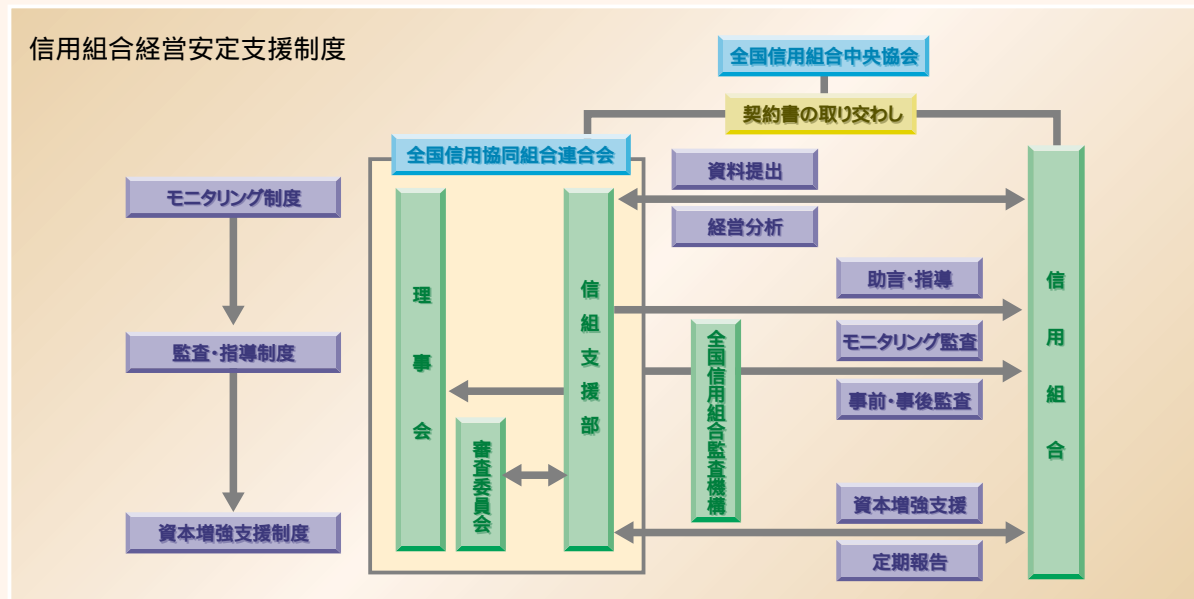 信用組合経営安定支援制度
全国信用組合中央協会
契約書の取り交わし
全国信用協同組合連合会
資料提出
モニタリング制度
経営分析
理事会
信組支援部
信用組合
助言・指導
全国信用組合監査機構
モニタリング監査
監査・指導制度
事前・事後監査
審査委員会
資本増強支援
資本増強支援制度
定期報告